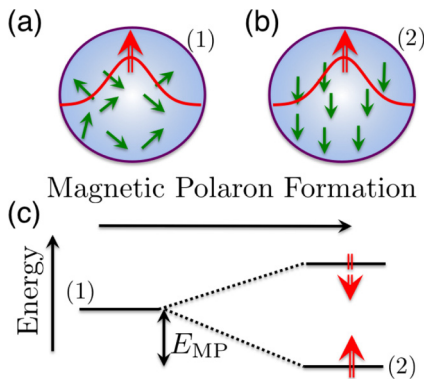 (a) (1) (b) (2)
Magnetic Polaron Formation
(c)
Energy
(1)
E_MP
(2)